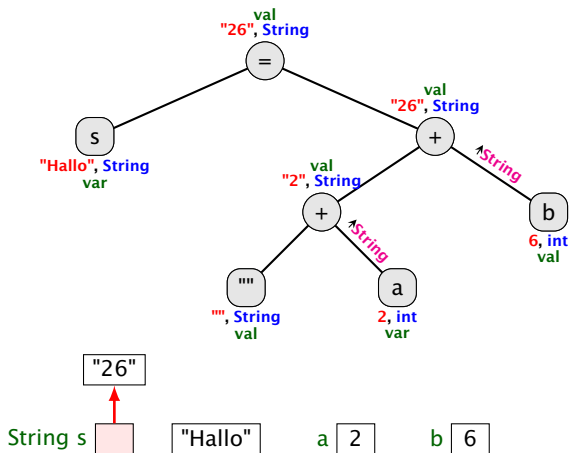 val
"26", String
=
val
"26", String
+
s
"Hallo", String
var
String
val
"2", String
+
b
6, int
val
String
""
"", String
val
a
2, int
var
"26"
String s "Hallo" a 2 b 6